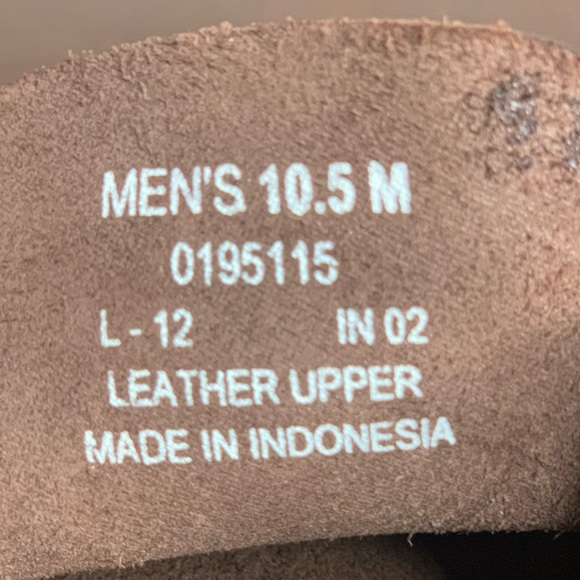 MEN'S 10.5 M
0195115
L - 12 IN 02
LEATHER UPPER
MADE IN INDONESIA